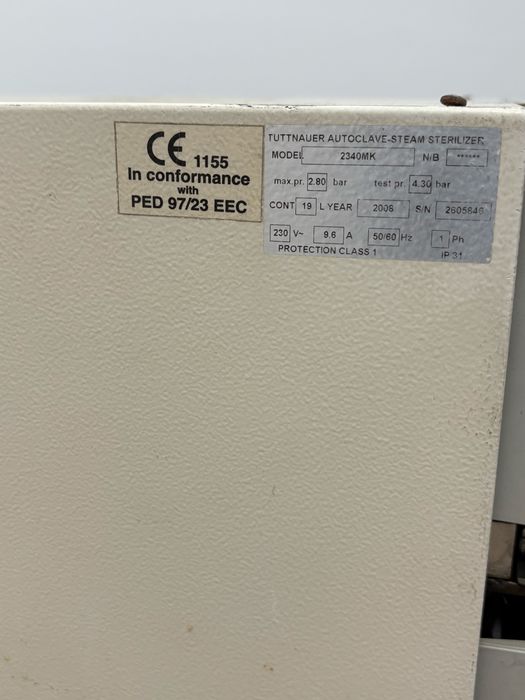 CE 1155
In conformance
with
PED 97/23 EEC
TUTTNAUER AUTOCLAVE-STEAM STERILIZER
MODEL 2340MK N/B ******
max.pr. 2.80 bar test pr. 4.30 bar
CONT 19 L YEAR 2008 S/N 2605846
230 V~ 9.6 A 50/60 Hz 1 Ph
PROTECTION CLASS 1 IP 31